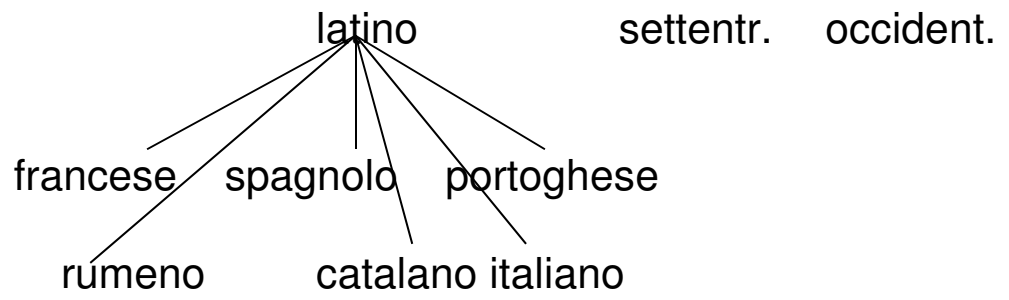 latino settentr. occident.
francese spagnolo portoghese
rumeno catalano italiano